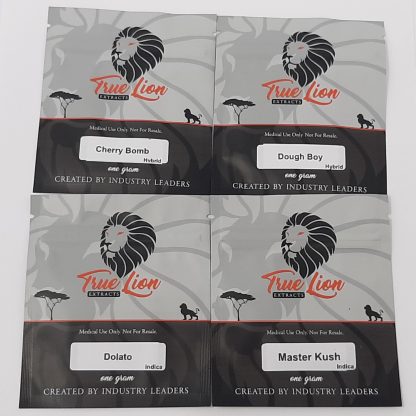 True Lion
EXTRACTS
Medical Use Only. Not For Resale.
Cherry Bomb
Hybrid
one gram
CREATED BY INDUSTRY LEADERS
True Lion
EXTRACTS
Medical Use Only. Not For Resale.
Dough Boy
Hybrid
one gram
CREATED BY INDUSTRY LEADERS
True Lion
EXTRACTS
Medical Use Only. Not For Resale.
Dolato
Indica
one gram
CREATED BY INDUSTRY LEADERS
True Lion
EXTRACTS
Medical Use Only. Not For Resale.
Master Kush
Indica
one gram
CREATED BY INDUSTRY LEADERS